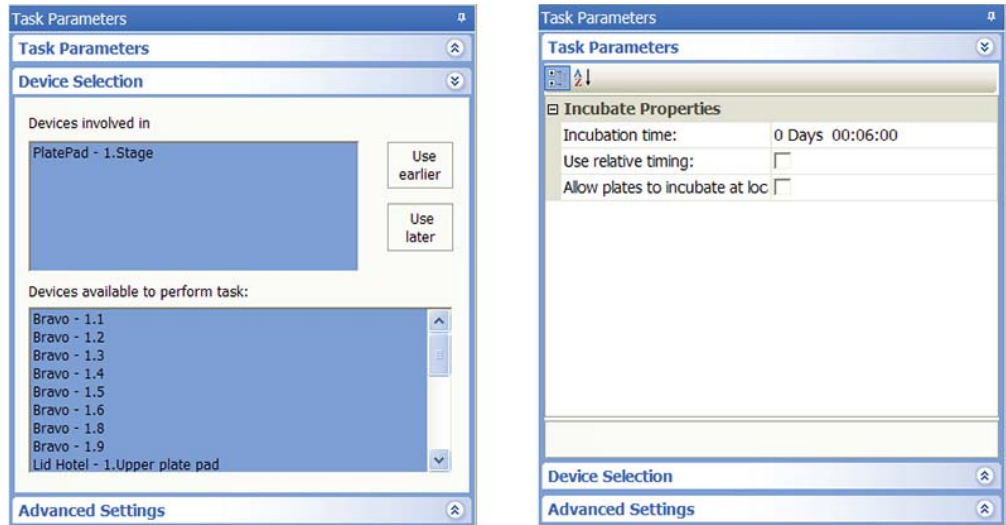 Task Parameters
Task Parameters
Device Selection
Devices involved in
PlatePad - 1.Stage
Use
earlier
Use
later
Devices available to perform task:
Bravo - 1.1
Bravo - 1.2
Bravo - 1.3
Bravo - 1.4
Bravo - 1.5
Bravo - 1.6
Bravo - 1.8
Bravo - 1.9
Lid Hotel - 1.Upper plate pad
Advanced Settings
Task Parameters
Task Parameters
Incubate Properties
Incubation time: 0 Days 00:06:00
Use relative timing:
Allow plates to incubate at loc
Device Selection
Advanced Settings